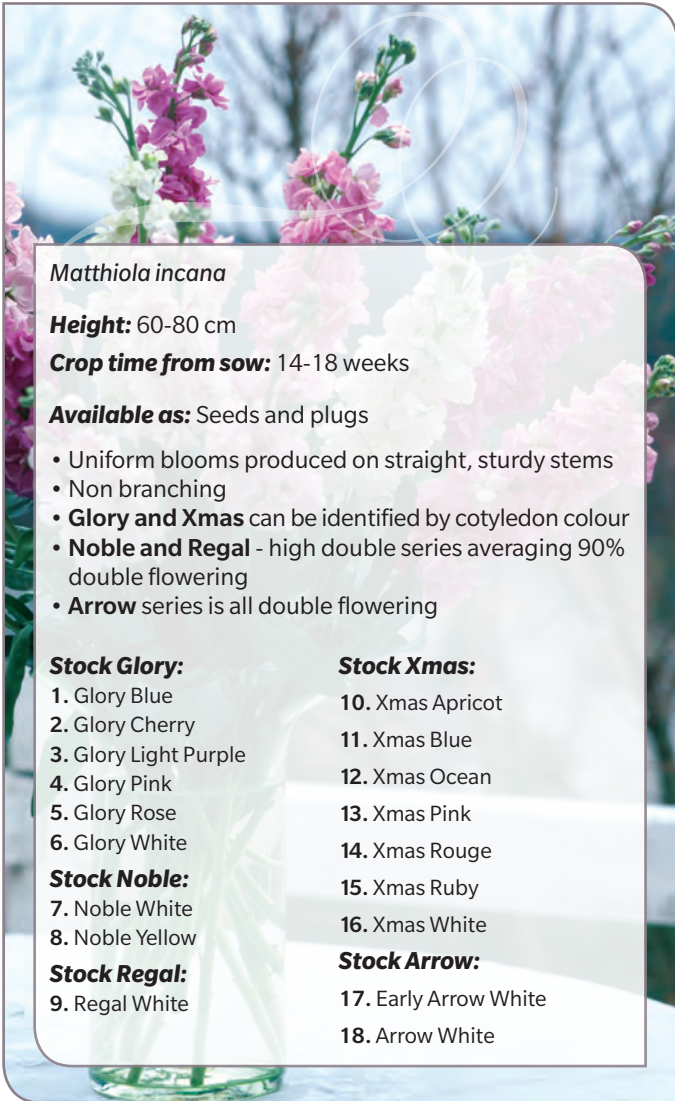 Matthiola incana
Height: 60-80 cm
Crop time from sow: 14-18 weeks
Available as: Seeds and plugs
• Uniform blooms produced on straight, sturdy stems
• Non branching
• Glory and Xmas can be identified by cotyledon colour
• Noble and Regal - high double series averaging 90%
double flowering
• Arrow series is all double flowering
Stock Glory:
1. Glory Blue
2. Glory Cherry
3. Glory Light Purple
4. Glory Pink
5. Glory Rose
6. Glory White
Stock Noble:
7. Noble White
8. Noble Yellow
Stock Regal:
9. Regal White
Stock Xmas:
10. Xmas Apricot
11. Xmas Blue
12. Xmas Ocean
13. Xmas Pink
14. Xmas Rouge
15. Xmas Ruby
16. Xmas White
Stock Arrow:
17. Early Arrow White
18. Arrow White